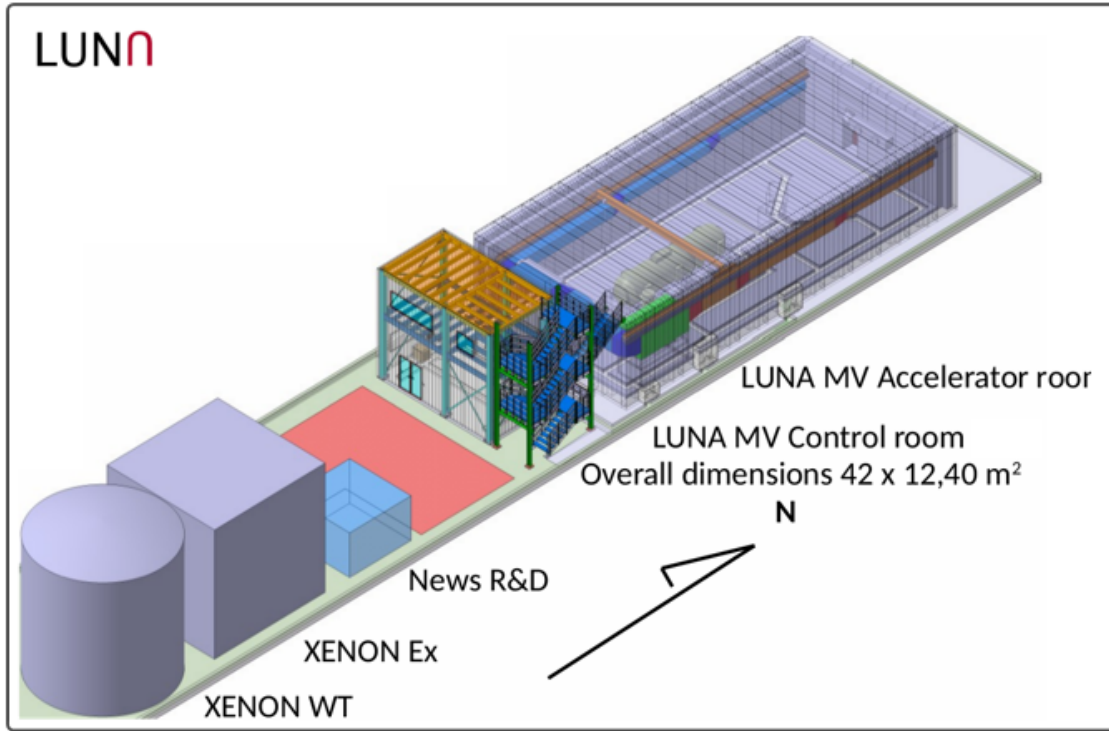 LUNA
LUNA MV Accelerator roor
LUNA MV Control room
Overall dimensions 42 x 12,40 m²
N
News R&D
XENON Ex
XENON WT